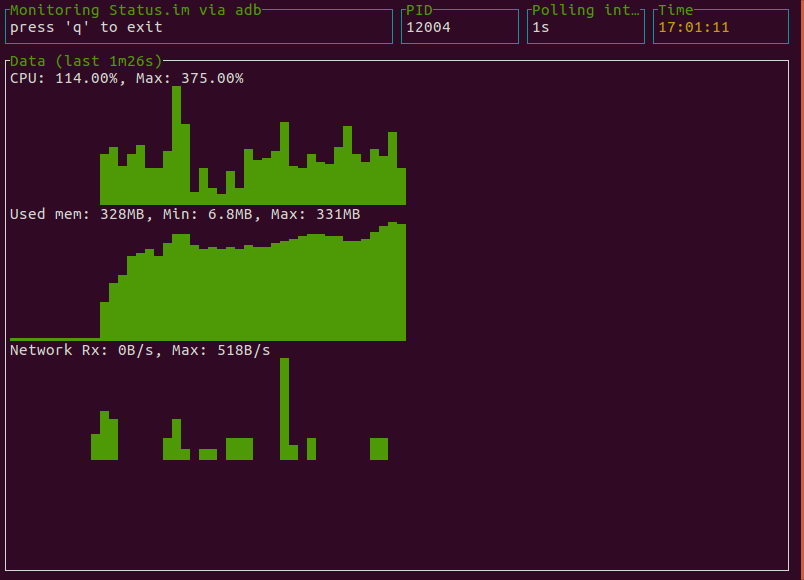 Monitoring Status.im via adb
press 'q' to exit
PID
12004
Polling int…
1s
Time
17:01:11
Data (last 1m26s)
CPU: 114.00%, Max: 375.00%
Used mem: 328MB, Min: 6.8MB, Max: 331MB
Network Rx: 0B/s, Max: 518B/s